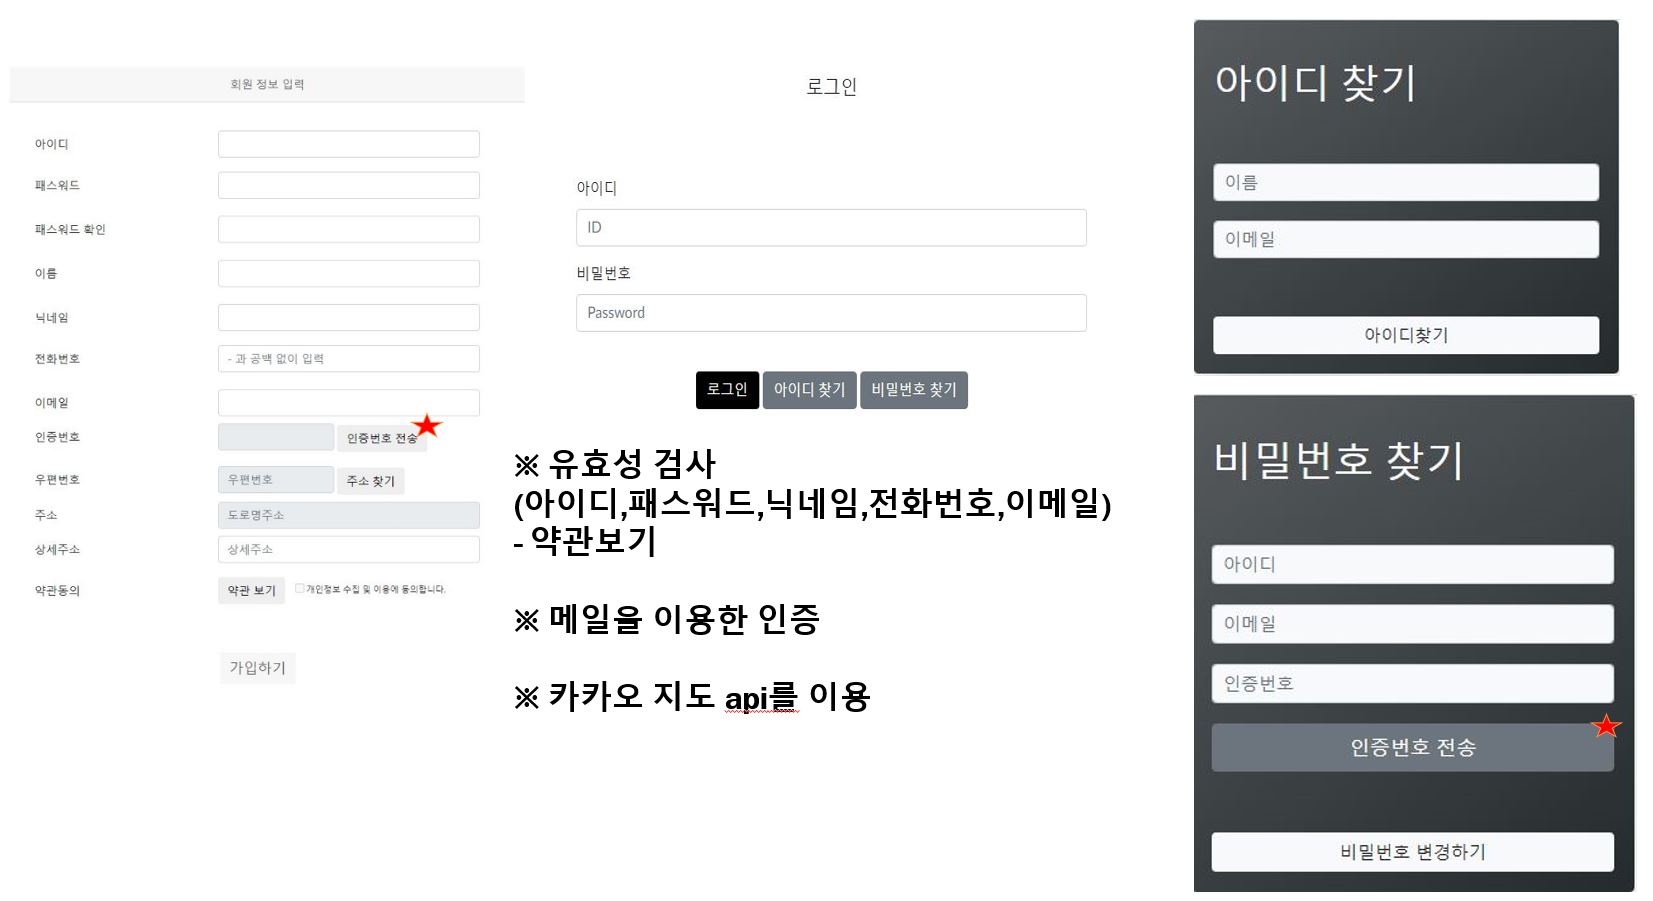 회원 정보 입력
아이디
패스워드
패스워드 확인
이름
닉네임
전화번호
- 과 공백 없이 입력
이메일
인증번호
인증번호 전송
우편번호
우편번호
주소 찾기
주소
도로명주소
상세주소
상세주소
약관동의
약관 보기
개인정보 수집 및 이용에 동의합니다.
가입하기
로그인
아이디
ID
비밀번호
Password
로그인
아이디 찾기
비밀번호 찾기
※ 유효성 검사
(아이디,패스워드,닉네임,전화번호,이메일)
- 약관보기
※ 메일을 이용한 인증
※ 카카오 지도 api를 이용
아이디 찾기
이름
이메일
아이디찾기
비밀번호 찾기
아이디
이메일
인증번호
인증번호 전송
비밀번호 변경하기